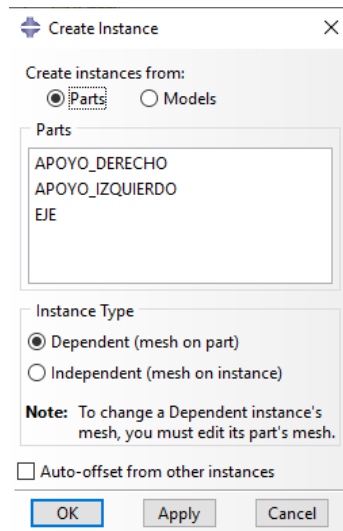 Create Instance
Create instances from:
Parts Models
Parts
APOYO_DERECHO
APOYO_IZQUIERDO
EJE
Instance Type
Dependent (mesh on part)
Independent (mesh on instance)
Note: To change a Dependent instance's
mesh, you must edit its part's mesh.
Auto-offset from other instances
OK Apply Cancel